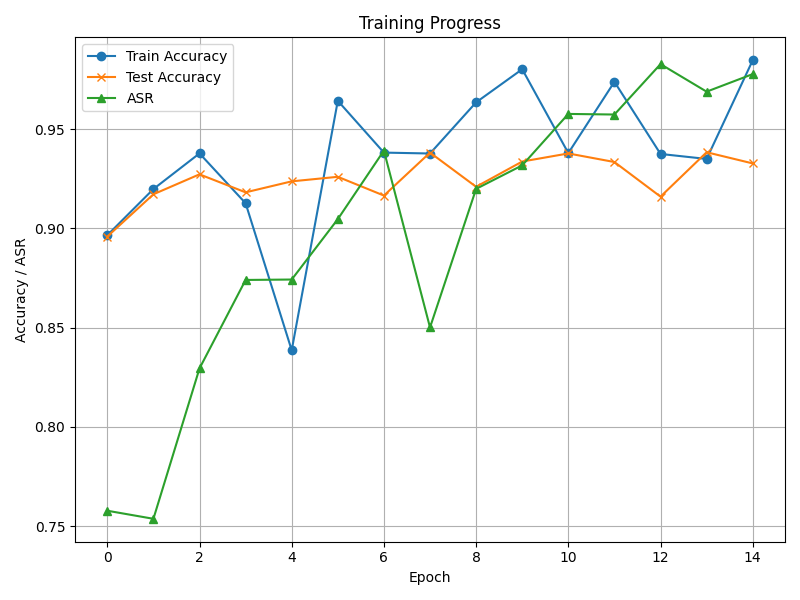 Training Progress
Train Accuracy
Test Accuracy
ASR
Accuracy / ASR
0.95
0.90
0.85
0.80
0.75
0 2 4 6 8 10 12 14
Epoch